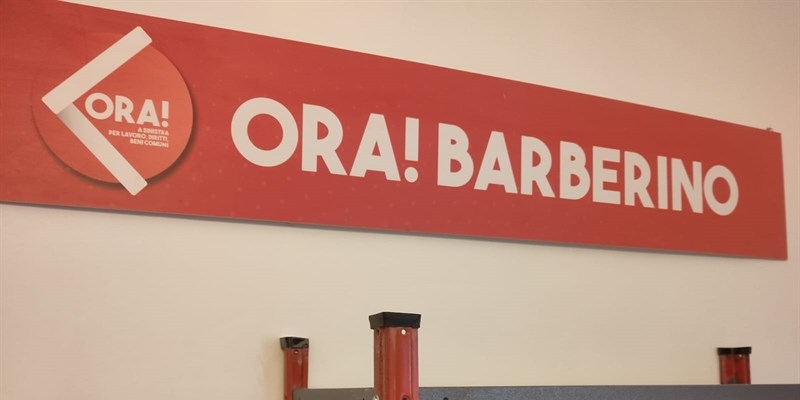 ORA!
A SINISTRA
PER LAVORO, DIRITTI,
BENI COMUNI
ORA! BARBERINO